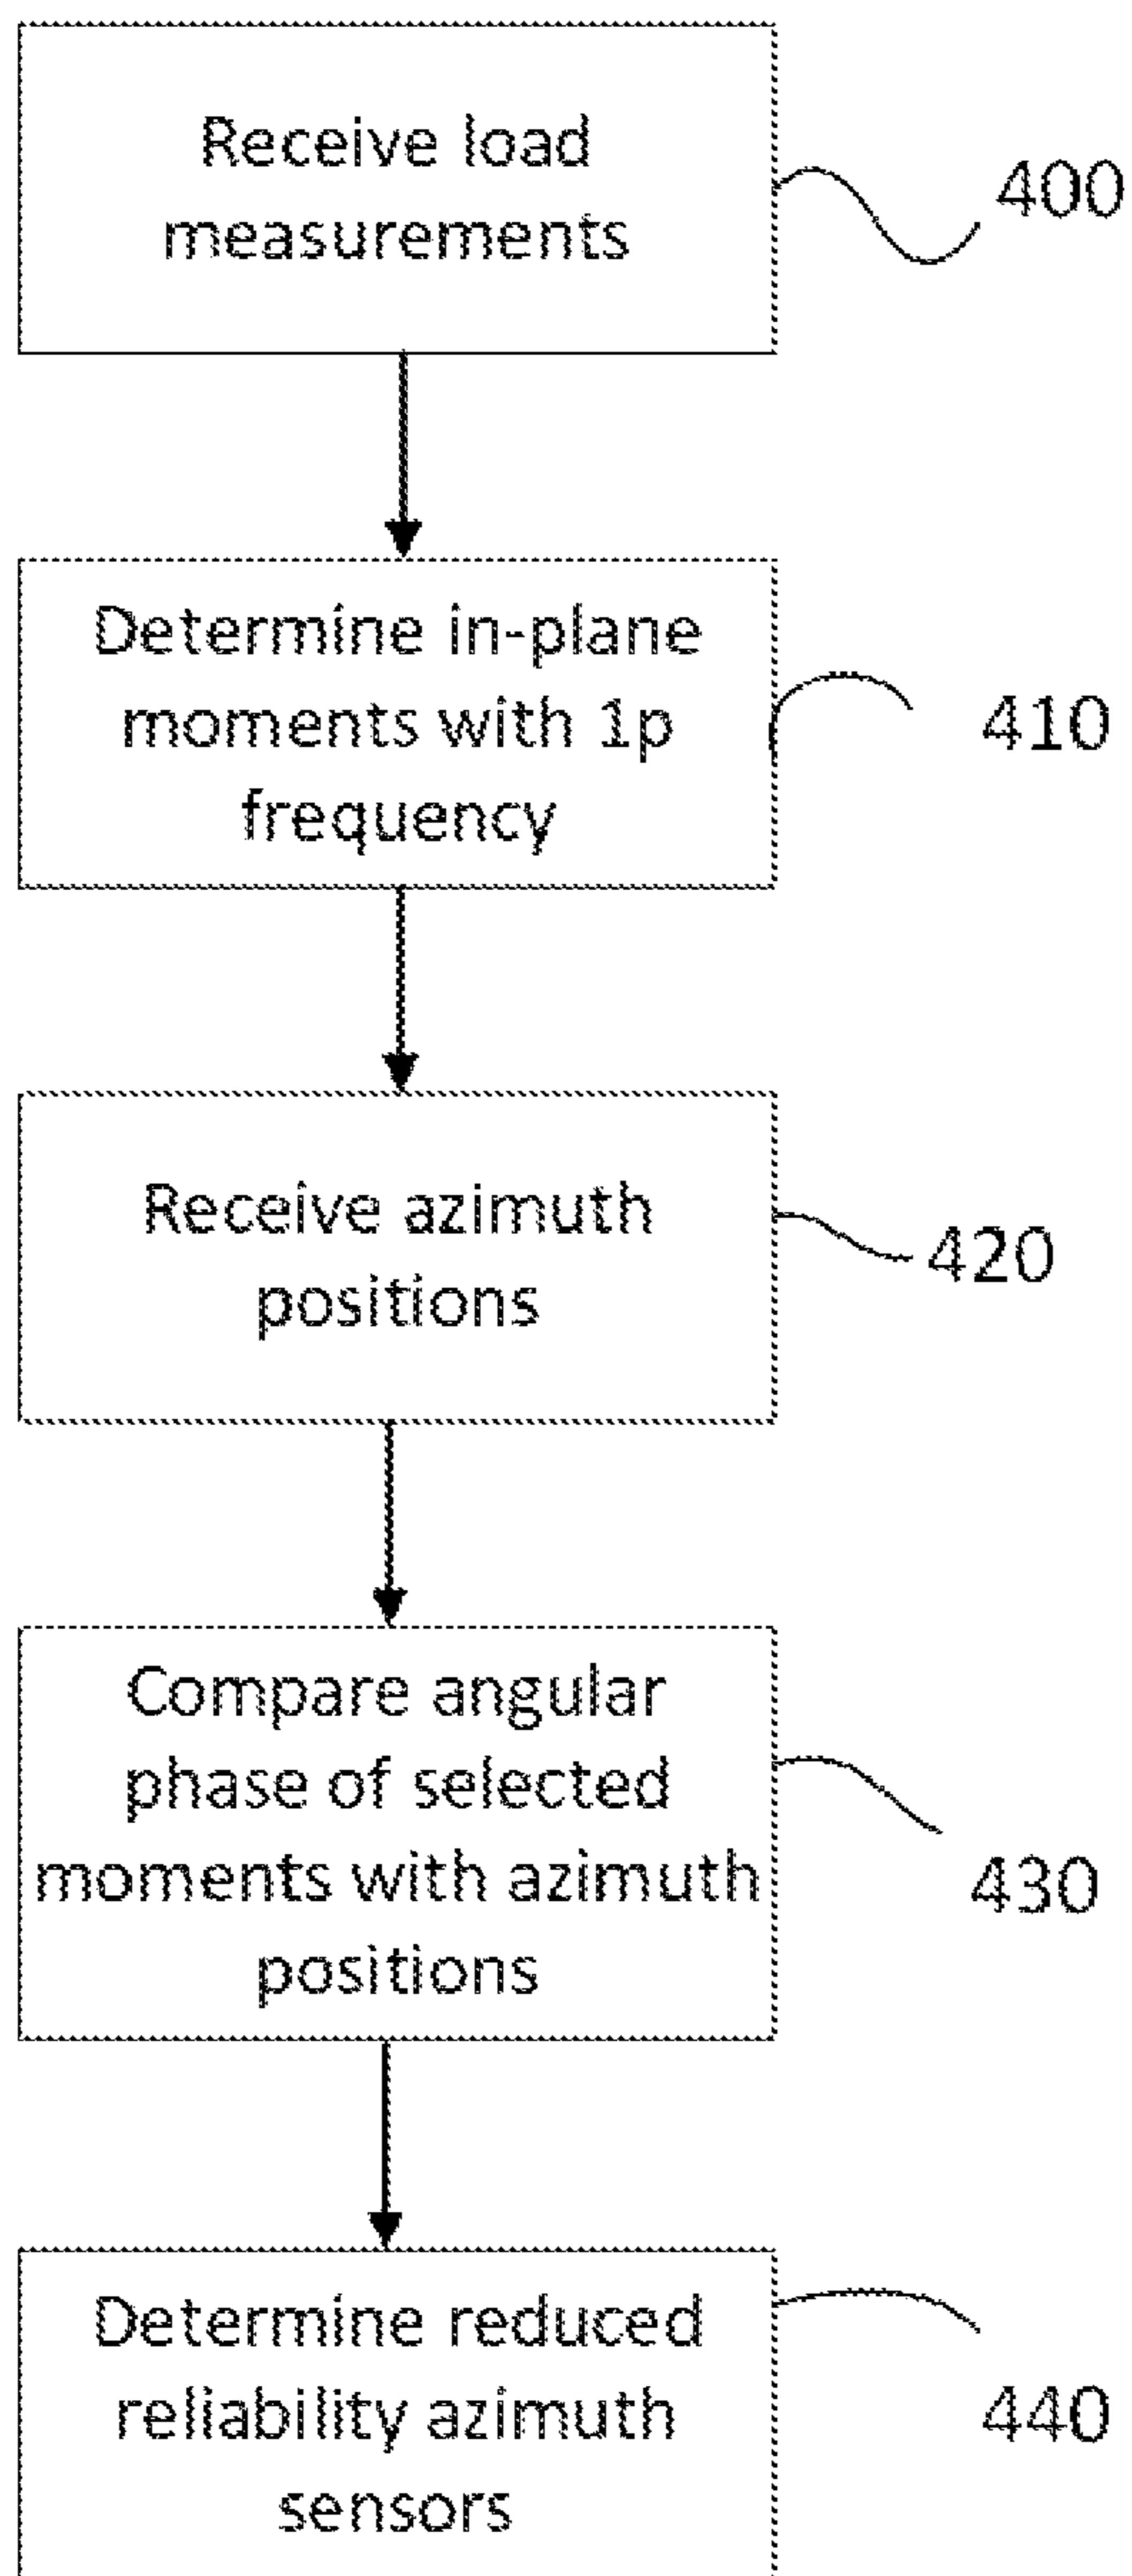 Receive load
measurements
400
Determine in-plane
moments with 1p
frequency
410
Receive azimuth
positions
420
Compare angular
phase of selected
moments with azimuth
positions
430
Determine reduced
reliability azimuth
sensors
440